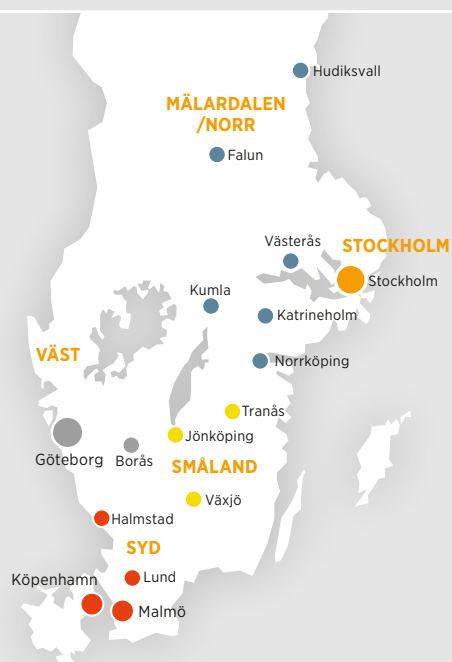 Hudiksvall
MÄLARDALEN
/NORR
Falun
Västerås
STOCKHOLM
Stockholm
Kumla
Katrineholm
VÄST
Norrköping
Tranås
Jönköping
Göteborg
Borås
SMÅLAND
Växjö
Halmstad
SYD
Köpenhamn
Lund
Malmö